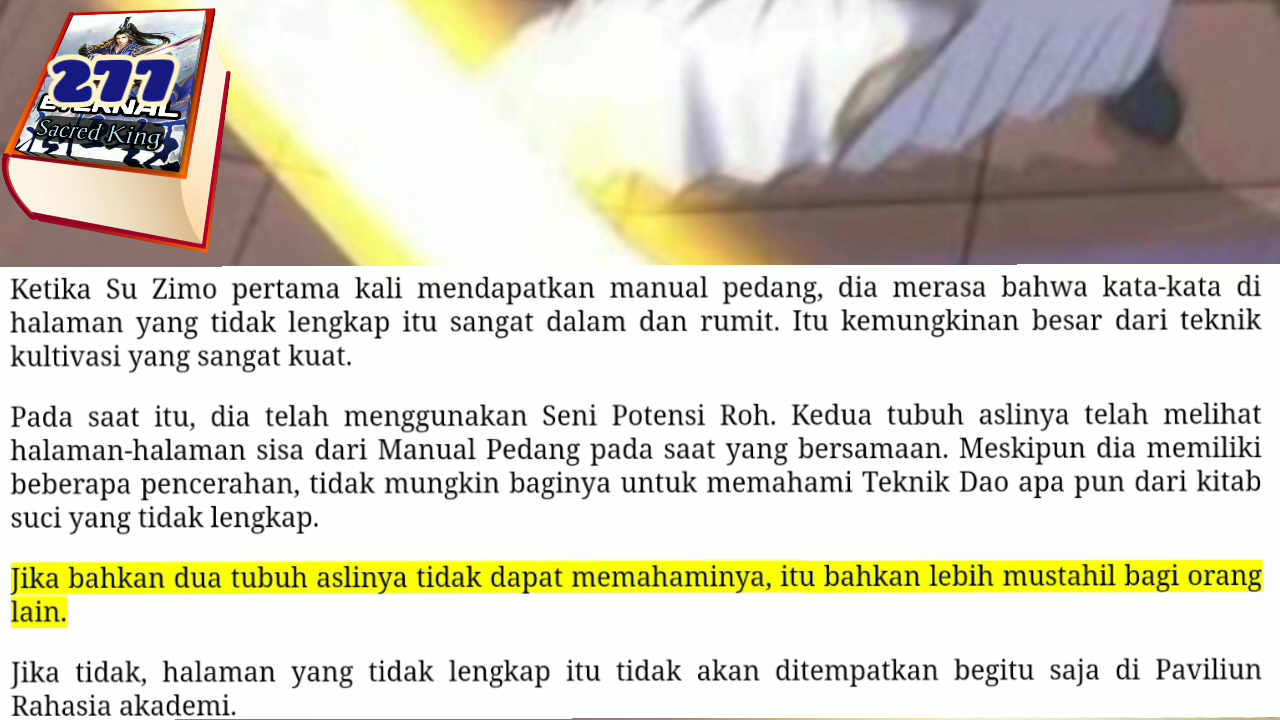 277
ETERNAL
Sacred King
Ketika Su Zimo pertama kali mendapatkan manual pedang, dia merasa bahwa kata-kata di
halaman yang tidak lengkap itu sangat dalam dan rumit. Itu kemungkinan besar dari teknik
kultivasi yang sangat kuat.
Pada saat itu, dia telah menggunakan Seni Potensi Roh. Kedua tubuh aslinya telah melihat
halaman-halaman sisa dari Manual Pedang pada saat yang bersamaan. Meskipun dia memiliki
beberapa pencerahan, tidak mungkin baginya untuk memahami Teknik Dao apa pun dari kitab
suci yang tidak lengkap.
Jika bahkan dua tubuh aslinya tidak dapat memahaminya, itu bahkan lebih mustahil bagi orang
lain.
Jika tidak, halaman yang tidak lengkap itu tidak akan ditempatkan begitu saja di Paviliun
Rahasia akademi.